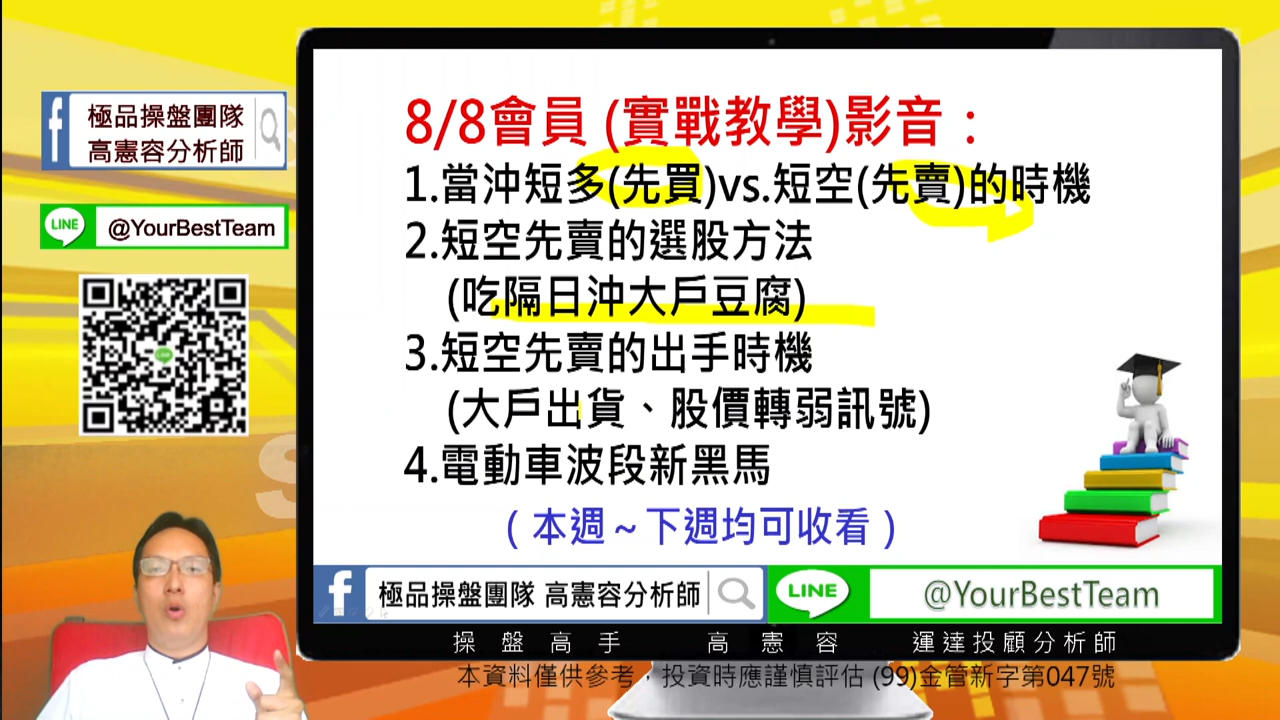 極品操盤團隊
高憲容分析師
LINE
@YourBestTeam
8/8會員 (實戰教學)影音：
1.當沖短多(先買)vs.短空(先賣)的時機
2.短空先賣的選股方法
(吃隔日沖大戶豆腐)
3.短空先賣的出手時機
(大戶出貨、股價轉弱訊號)
4.電動車波段新黑馬
（本週～下週均可收看）
極品操盤團隊 高憲容分析師
LINE
@YourBestTeam
操盤高手 高憲容 運達投顧分析師
本資料僅供參考，投資時應謹慎評估 (99)金管新字第047號